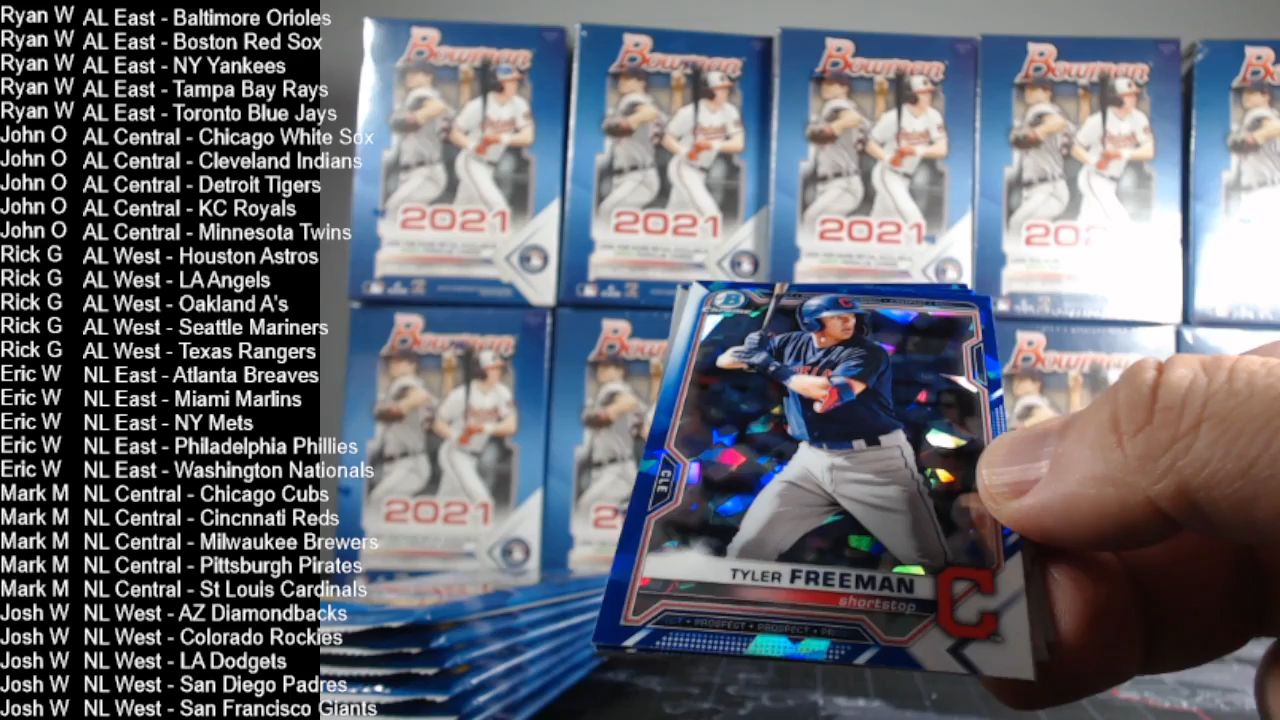 Ryan W AL East - Baltimore Orioles
Ryan W AL East - Boston Red Sox
Ryan W AL East - NY Yankees
Ryan W AL East - Tampa Bay Rays
Ryan W AL East - Toronto Blue Jays
John O AL Central - Chicago White Sox
John O AL Central - Cleveland Indians
John O AL Central - Detroit Tigers
John O AL Central - KC Royals
John O AL Central - Minnesota Twins
Rick G AL West - Houston Astros
Rick G AL West - LA Angels
Rick G AL West - Oakland A's
Rick G AL West - Seattle Mariners
Rick G AL West - Texas Rangers
Eric W NL East - Atlanta Breaves
Eric W NL East - Miami Marlins
Eric W NL East - NY Mets
Eric W NL East - Philadelphia Phillies
Eric W NL East - Washington Nationals
Mark M NL Central - Chicago Cubs
Mark M NL Central - Cincnnati Reds
Mark M NL Central - Milwaukee Brewers
Mark M NL Central - Pittsburgh Pirates
Mark M NL Central - St Louis Cardinals
Josh W NL West - AZ Diamondbacks
Josh W NL West - Colorado Rockies
Josh W NL West - LA Dodgets
Josh W NL West - San Diego Padres
Josh W NL West - San Francisco Giants
Bowman
2021
Bowman
2021
Bowman
2021
Bowman
202
B
Bowman
2021
Bowman
2
Bowman
B
CHROME
C
CLE
TYLER FREEMAN
shortstop
C
PROSPECT • PROSPECT